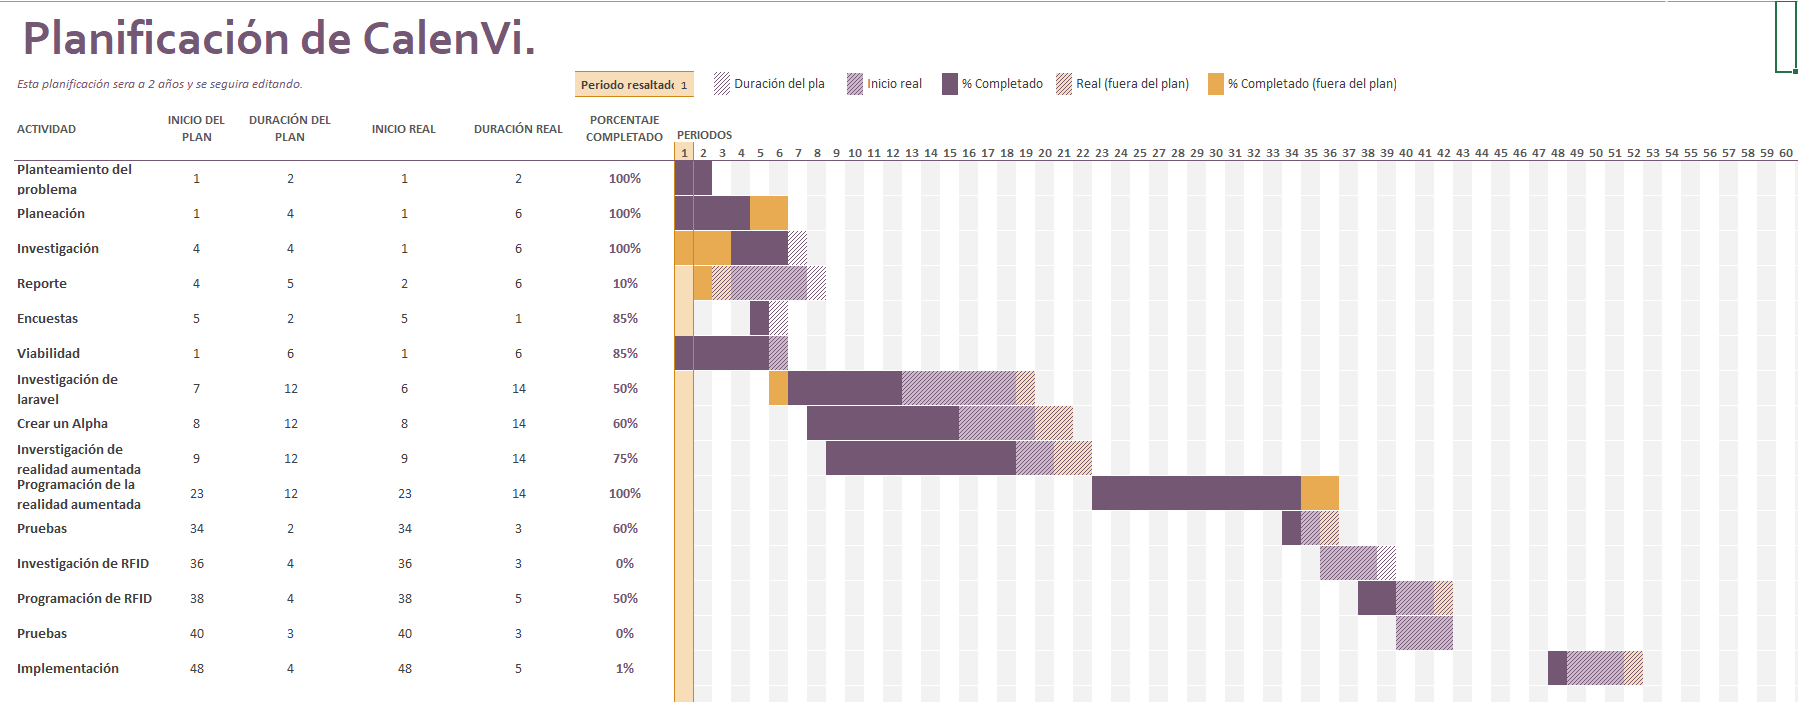 Planificación de CalenVi.
Esta planificación sera a 2 años y se seguira editando.
Periodo resaltado 1 Duración del pla Inicio real % Completado Real (fuera del plan) % Completado (fuera del plan)
ACTIVIDAD INICIO DEL PLAN DURACIÓN DEL PLAN INICIO REAL DURACIÓN REAL PORCENTAJE COMPLETADO PERIODOS
1 2 3 4 5 6 7 8 9 10 11 12 13 14 15 16 17 18 19 20 21 22 23 24 25 26 27 28 29 30 31 32 33 34 35 36 37 38 39 40 41 42 43 44 45 46 47 48 49 50 51 52 53 54 55 56 57 58 59 60
Planteamiento del problema 1 2 1 2 100%
Planeación 1 4 1 6 100%
Investigación 4 4 1 6 100%
Reporte 4 5 2 6 10%
Encuestas 5 2 5 1 85%
Viabilidad 1 6 1 6 85%
Investigación de laravel 7 12 6 14 50%
Crear un Alpha 8 12 8 14 60%
Inverstigación de realidad aumentada 9 12 9 14 75%
Programación de la realidad aumentada 23 12 23 14 100%
Pruebas 34 2 34 3 60%
Investigación de RFID 36 4 36 3 0%
Programación de RFID 38 4 38 5 50%
Pruebas 40 3 40 3 0%
Implementación 48 4 48 5 1%